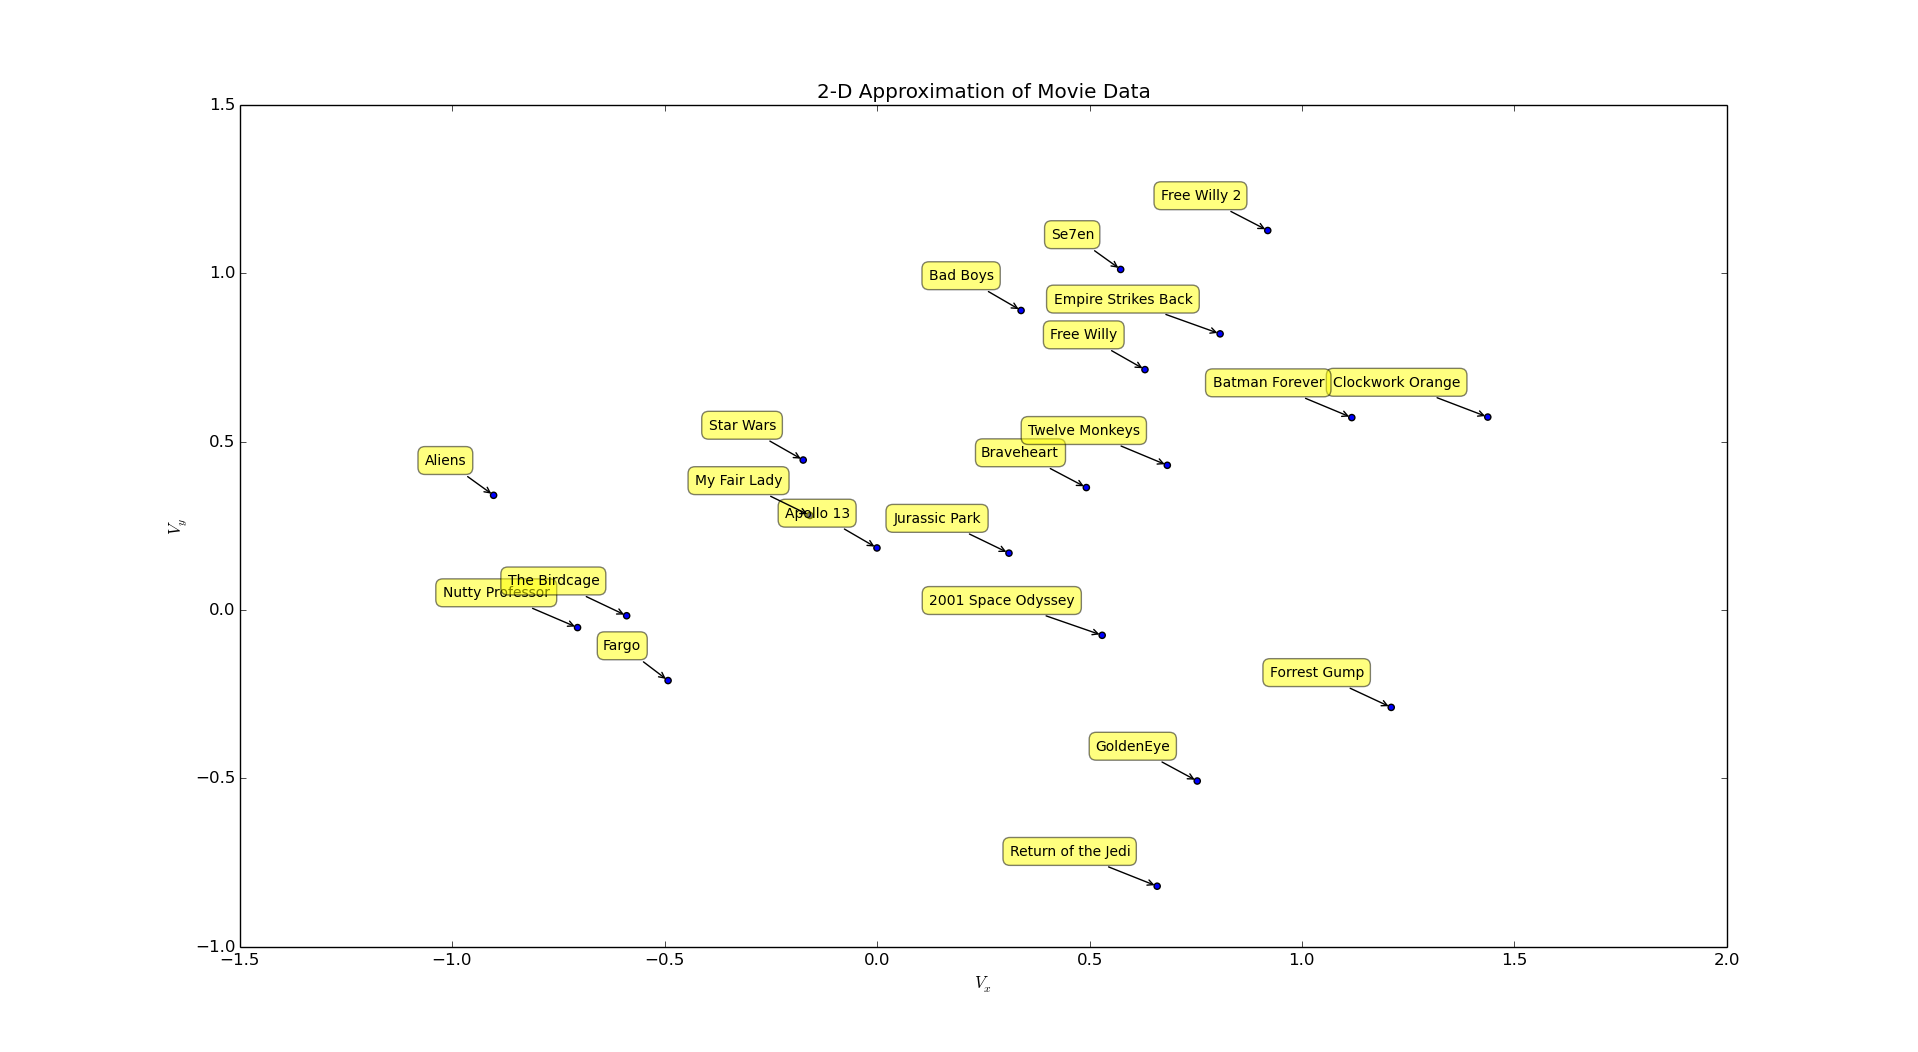 2-D Approximation of Movie Data
1.5
1.0
0.5
0.0
−0.5
−1.0
V_y
Free Willy 2
Se7en
Bad Boys
Empire Strikes Back
Free Willy
Batman Forever
Clockwork Orange
Star Wars
Twelve Monkeys
Braveheart
Aliens
My Fair Lady
Apollo 13
Jurassic Park
The Birdcage
Nutty Professor
2001 Space Odyssey
Fargo
Forrest Gump
GoldenEye
Return of the Jedi
−1.5 −1.0 −0.5 0.0 0.5 1.0 1.5 2.0
V_x